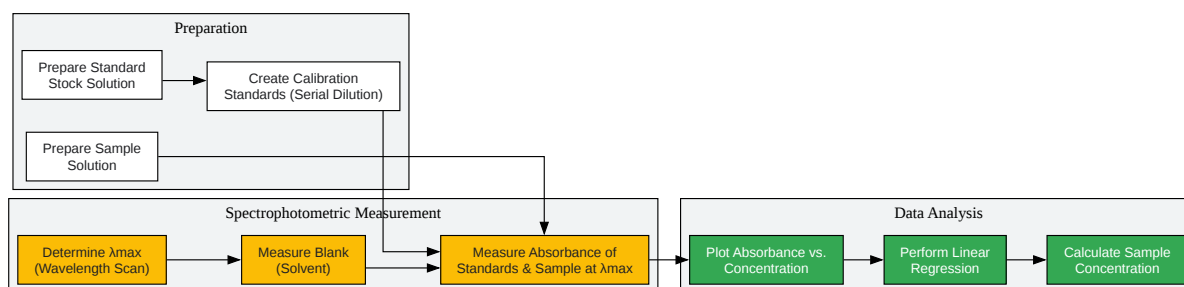 Preparation
Prepare Standard
Stock Solution
Create Calibration
Standards (Serial Dilution)
Prepare Sample
Solution
Spectrophotometric Measurement
Determine λmax
(Wavelength Scan)
Measure Blank
(Solvent)
Measure Absorbance of
Standards & Sample at λmax
Data Analysis
Plot Absorbance vs.
Concentration
Perform Linear
Regression
Calculate Sample
Concentration